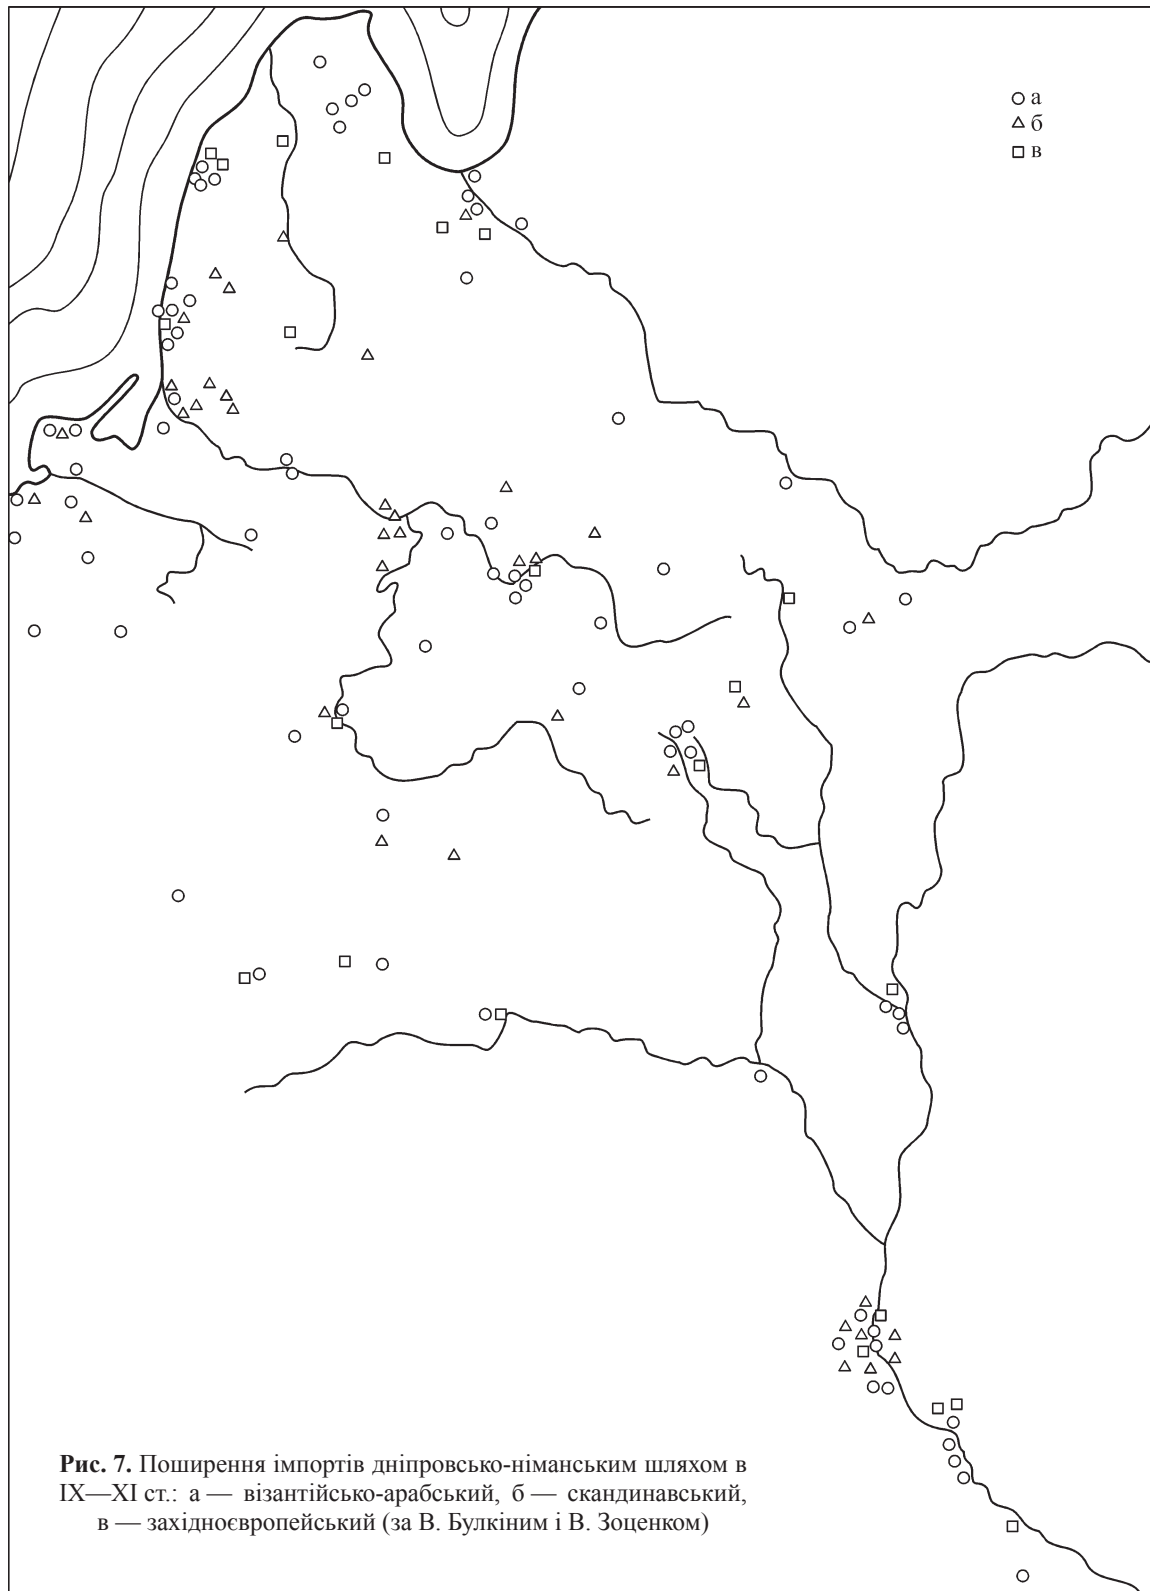 а
б
в
Рис. 7. Поширення імпортів дніпровсько-німанським шляхом в
IX—XI ст.: а — візантійсько-арабський, б — скандинавський,
в — західноєвропейський (за В. Булкіним і В. Зоценком)